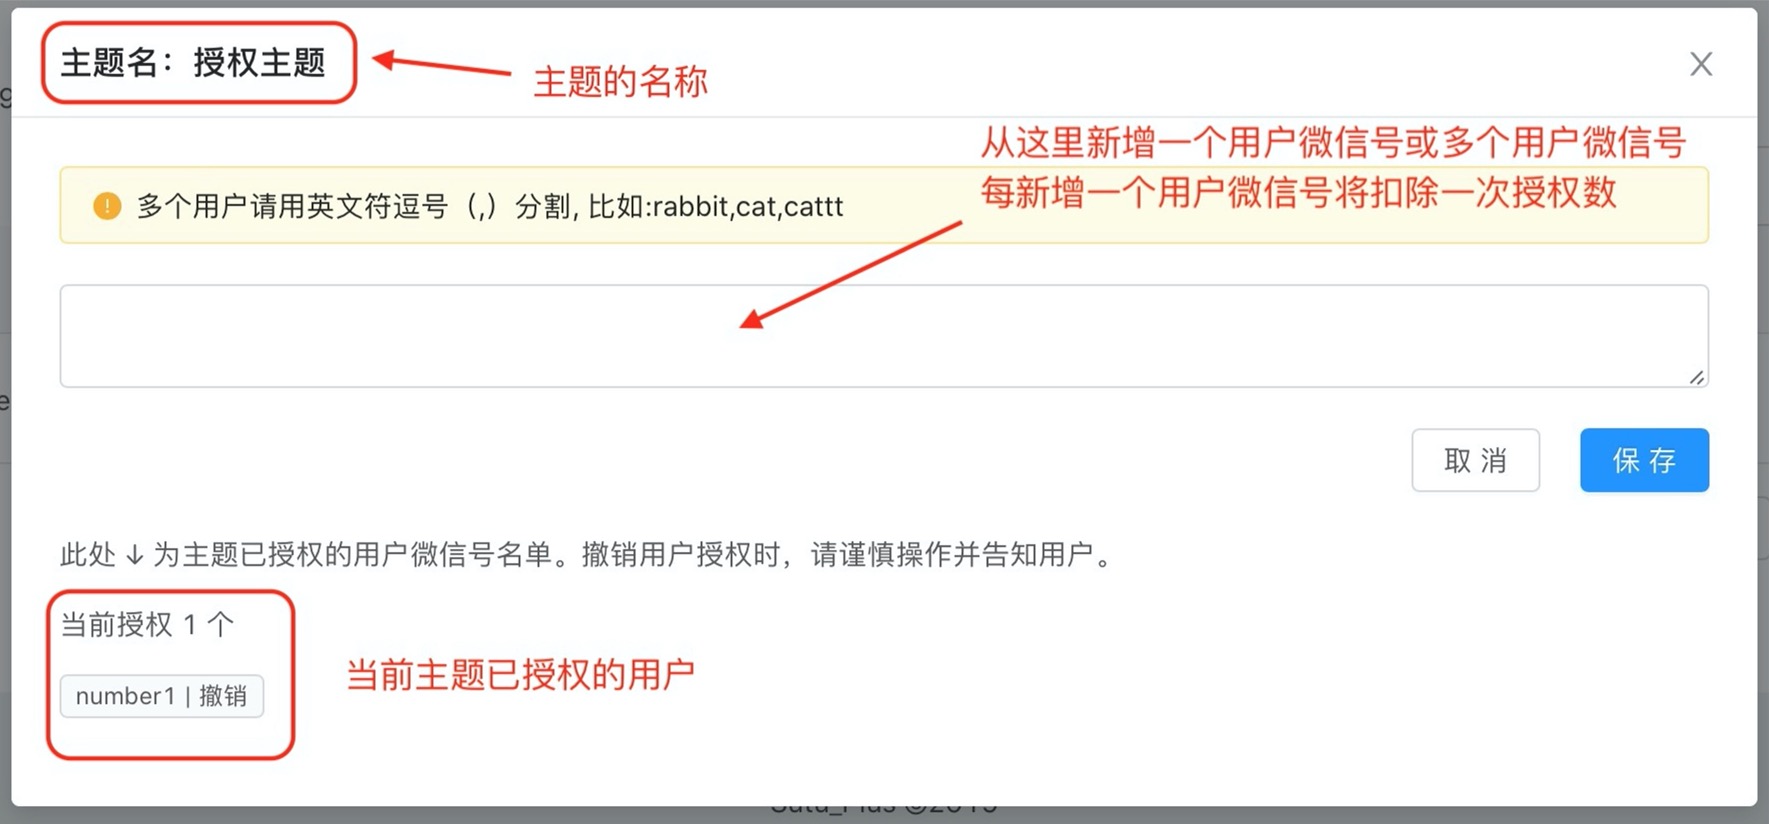 主题名：授权主题
主题的名称
从这里新增一个用户微信号或多个用户微信号
每新增一个用户微信号将扣除一次授权数
多个用户请用英文符逗号（,）分割, 比如:rabbit,cat,cattt
取 消
保 存
此处 ↓ 为主题已授权的用户微信号名单。撤销用户授权时，请谨慎操作并告知用户。
当前授权 1 个
number1 | 撤销
当前主题已授权的用户